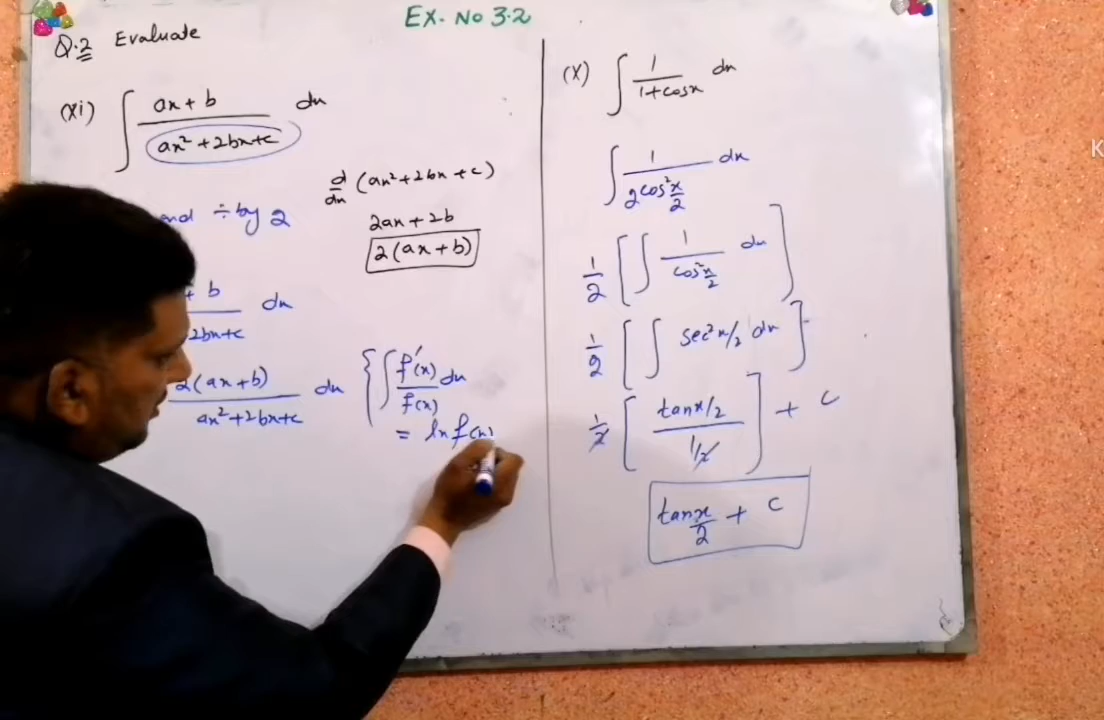 EX. No 3.2
Q.2 Evaluate
(xi) ∫ (ax + b)/(ax² + 2bx + c) dx
d/dx (ax² + 2bx + c)
2ax + 2b
2(ax + b)
and ÷ by 2
+ b
dx
2bx+c
2(ax + b)/(ax² + 2bx + c) dx
{ ∫ f′(x)/f(x) dx
= ln f(x)
(X) ∫ 1/(1+cosx) dx
∫ 1/(2cos² x/2) dx
1/2 [ ∫ 1/(cos² x/2) dx ]
1/2 [ ∫ sec² x/2 dx ]
1/2 [ (tan x/2)/(1/2) ] + c
tan x/2 + c
K